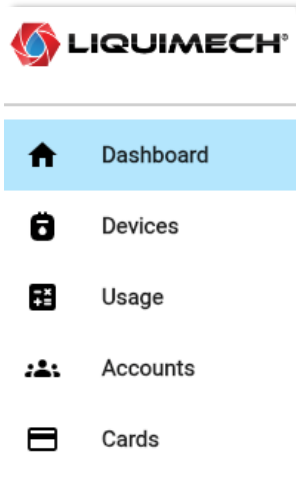 LIQUIMECH®
Dashboard
Devices
Usage
Accounts
Cards